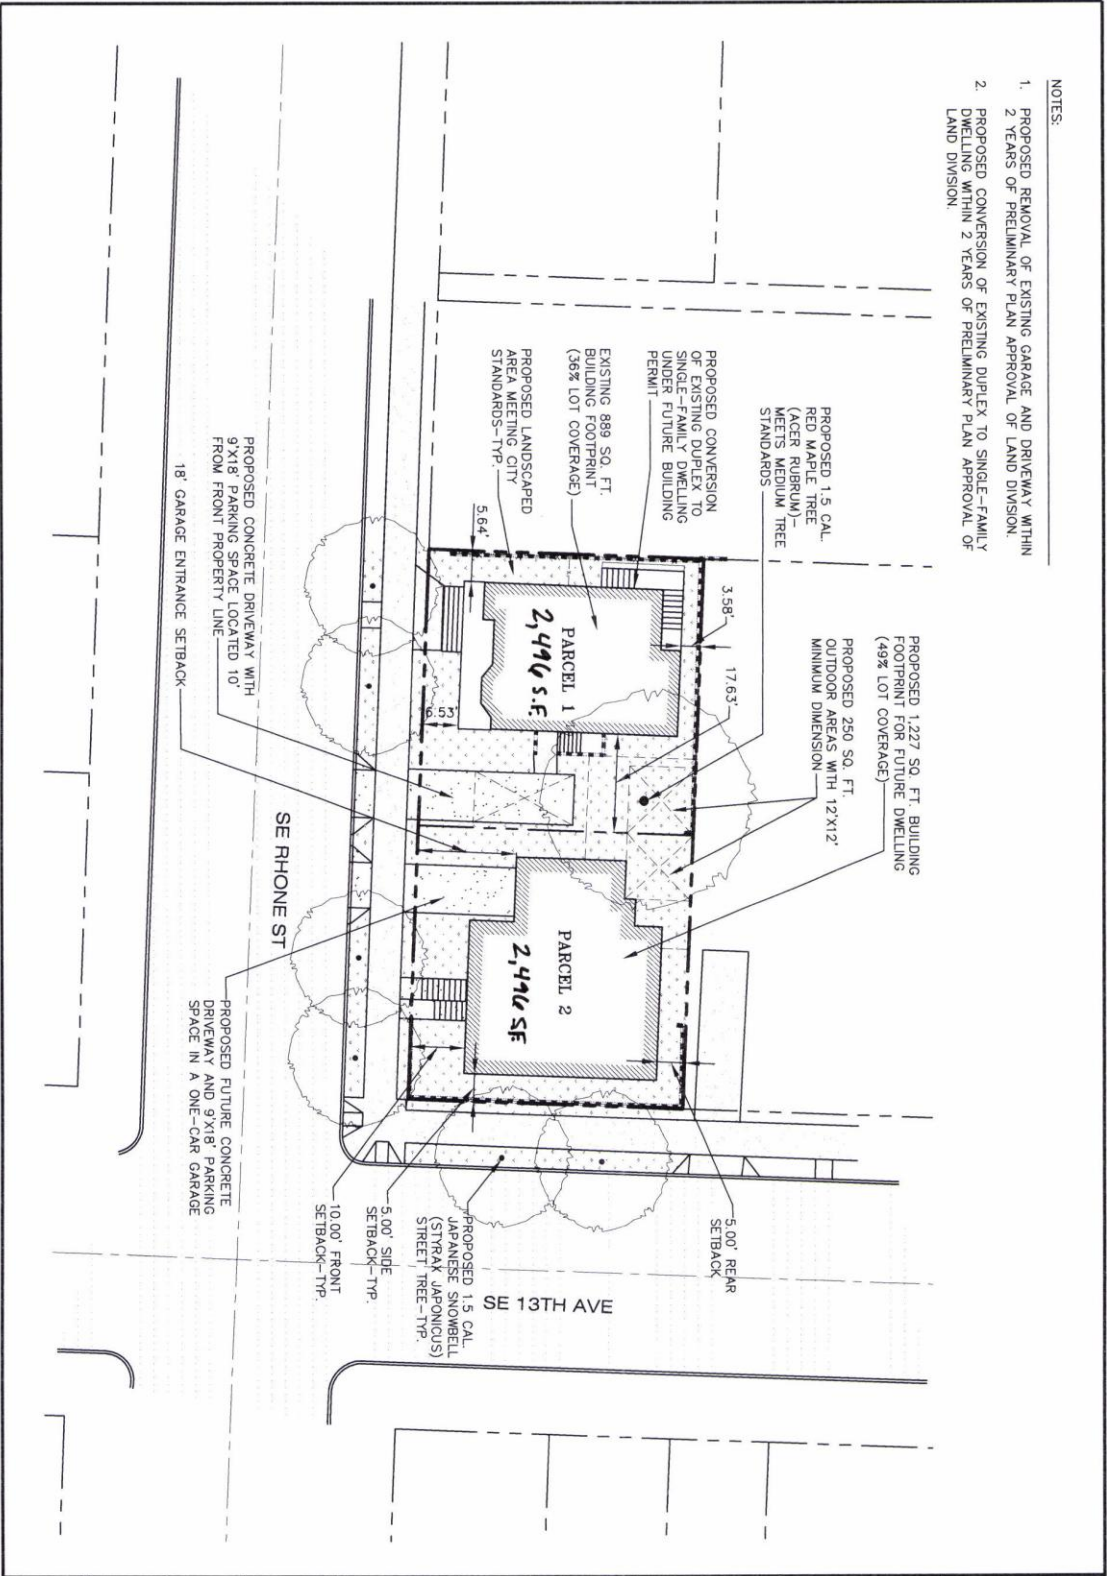 NOTES:
1. PROPOSED REMOVAL OF EXISTING GARAGE AND DRIVEWAY WITHIN
2 YEARS OF PRELIMINARY PLAN APPROVAL OF LAND DIVISION.
2. PROPOSED CONVERSION OF EXISTING DUPLEX TO SINGLE-FAMILY
DWELLING WITHIN 2 YEARS OF PRELIMINARY PLAN APPROVAL OF
LAND DIVISION.
PROPOSED 1,227 SQ. FT. BUILDING
FOOTPRINT FOR FUTURE DWELLING
(49% LOT COVERAGE)
PROPOSED 250 SQ. FT.
OUTDOOR AREAS WITH 12'X12'
MINIMUM DIMENSION
PROPOSED 1.5 CAL.
RED MAPLE TREE
(ACER RUBRUM)-
MEETS MEDIUM TREE
STANDARDS
PROPOSED CONVERSION
OF EXISTING DUPLEX TO
SINGLE-FAMILY DWELLING
UNDER FUTURE BUILDING
PERMIT
EXISTING 889 SQ. FT.
BUILDING FOOTPRINT
(36% LOT COVERAGE)
PROPOSED LANDSCAPED
AREA MEETING CITY
STANDARDS-TYP.
3.58'
17.63'
5.64'
6.53'
PARCEL 1
2,496 S.F.
PARCEL 2
2,496 SF
5.00' REAR
SETBACK
SE 13TH AVE
PROPOSED 1.5 CAL.
JAPANESE SNOWBELL
(STYRAX JAPONICUS)
STREET TREE-TYP.
5.00' SIDE
SETBACK-TYP.
10.00' FRONT
SETBACK-TYP.
SE RHONE ST
PROPOSED CONCRETE DRIVEWAY WITH
9'X18' PARKING SPACE LOCATED 10'
FROM FRONT PROPERTY LINE
18' GARAGE ENTRANCE SETBACK
PROPOSED FUTURE CONCRETE
DRIVEWAY AND 9'X18' PARKING
SPACE IN A ONE-CAR GARAGE